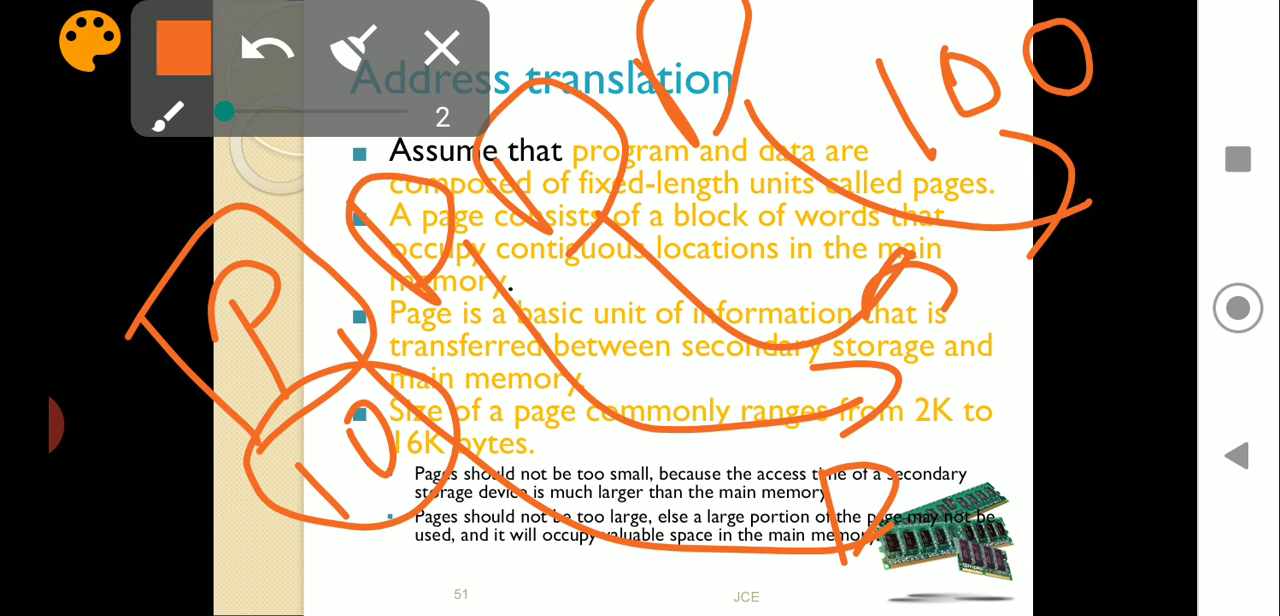 2
Address translation
Assume that program and data are
composed of fixed-length units called pages.
A page consists of a block of words that
occupy contiguous locations in the main
memory.
Page is a basic unit of information that is
transferred between secondary storage and
main memory.
Size of a page commonly ranges from 2K to
16K bytes.
Pages should not be too small, because the access time of a secondary
storage device is much larger than the main memory.
Pages should not be too large, else a large portion of the page may not be
used, and it will occupy valuable space in the main memory.
51
JCE
100
P
10
P